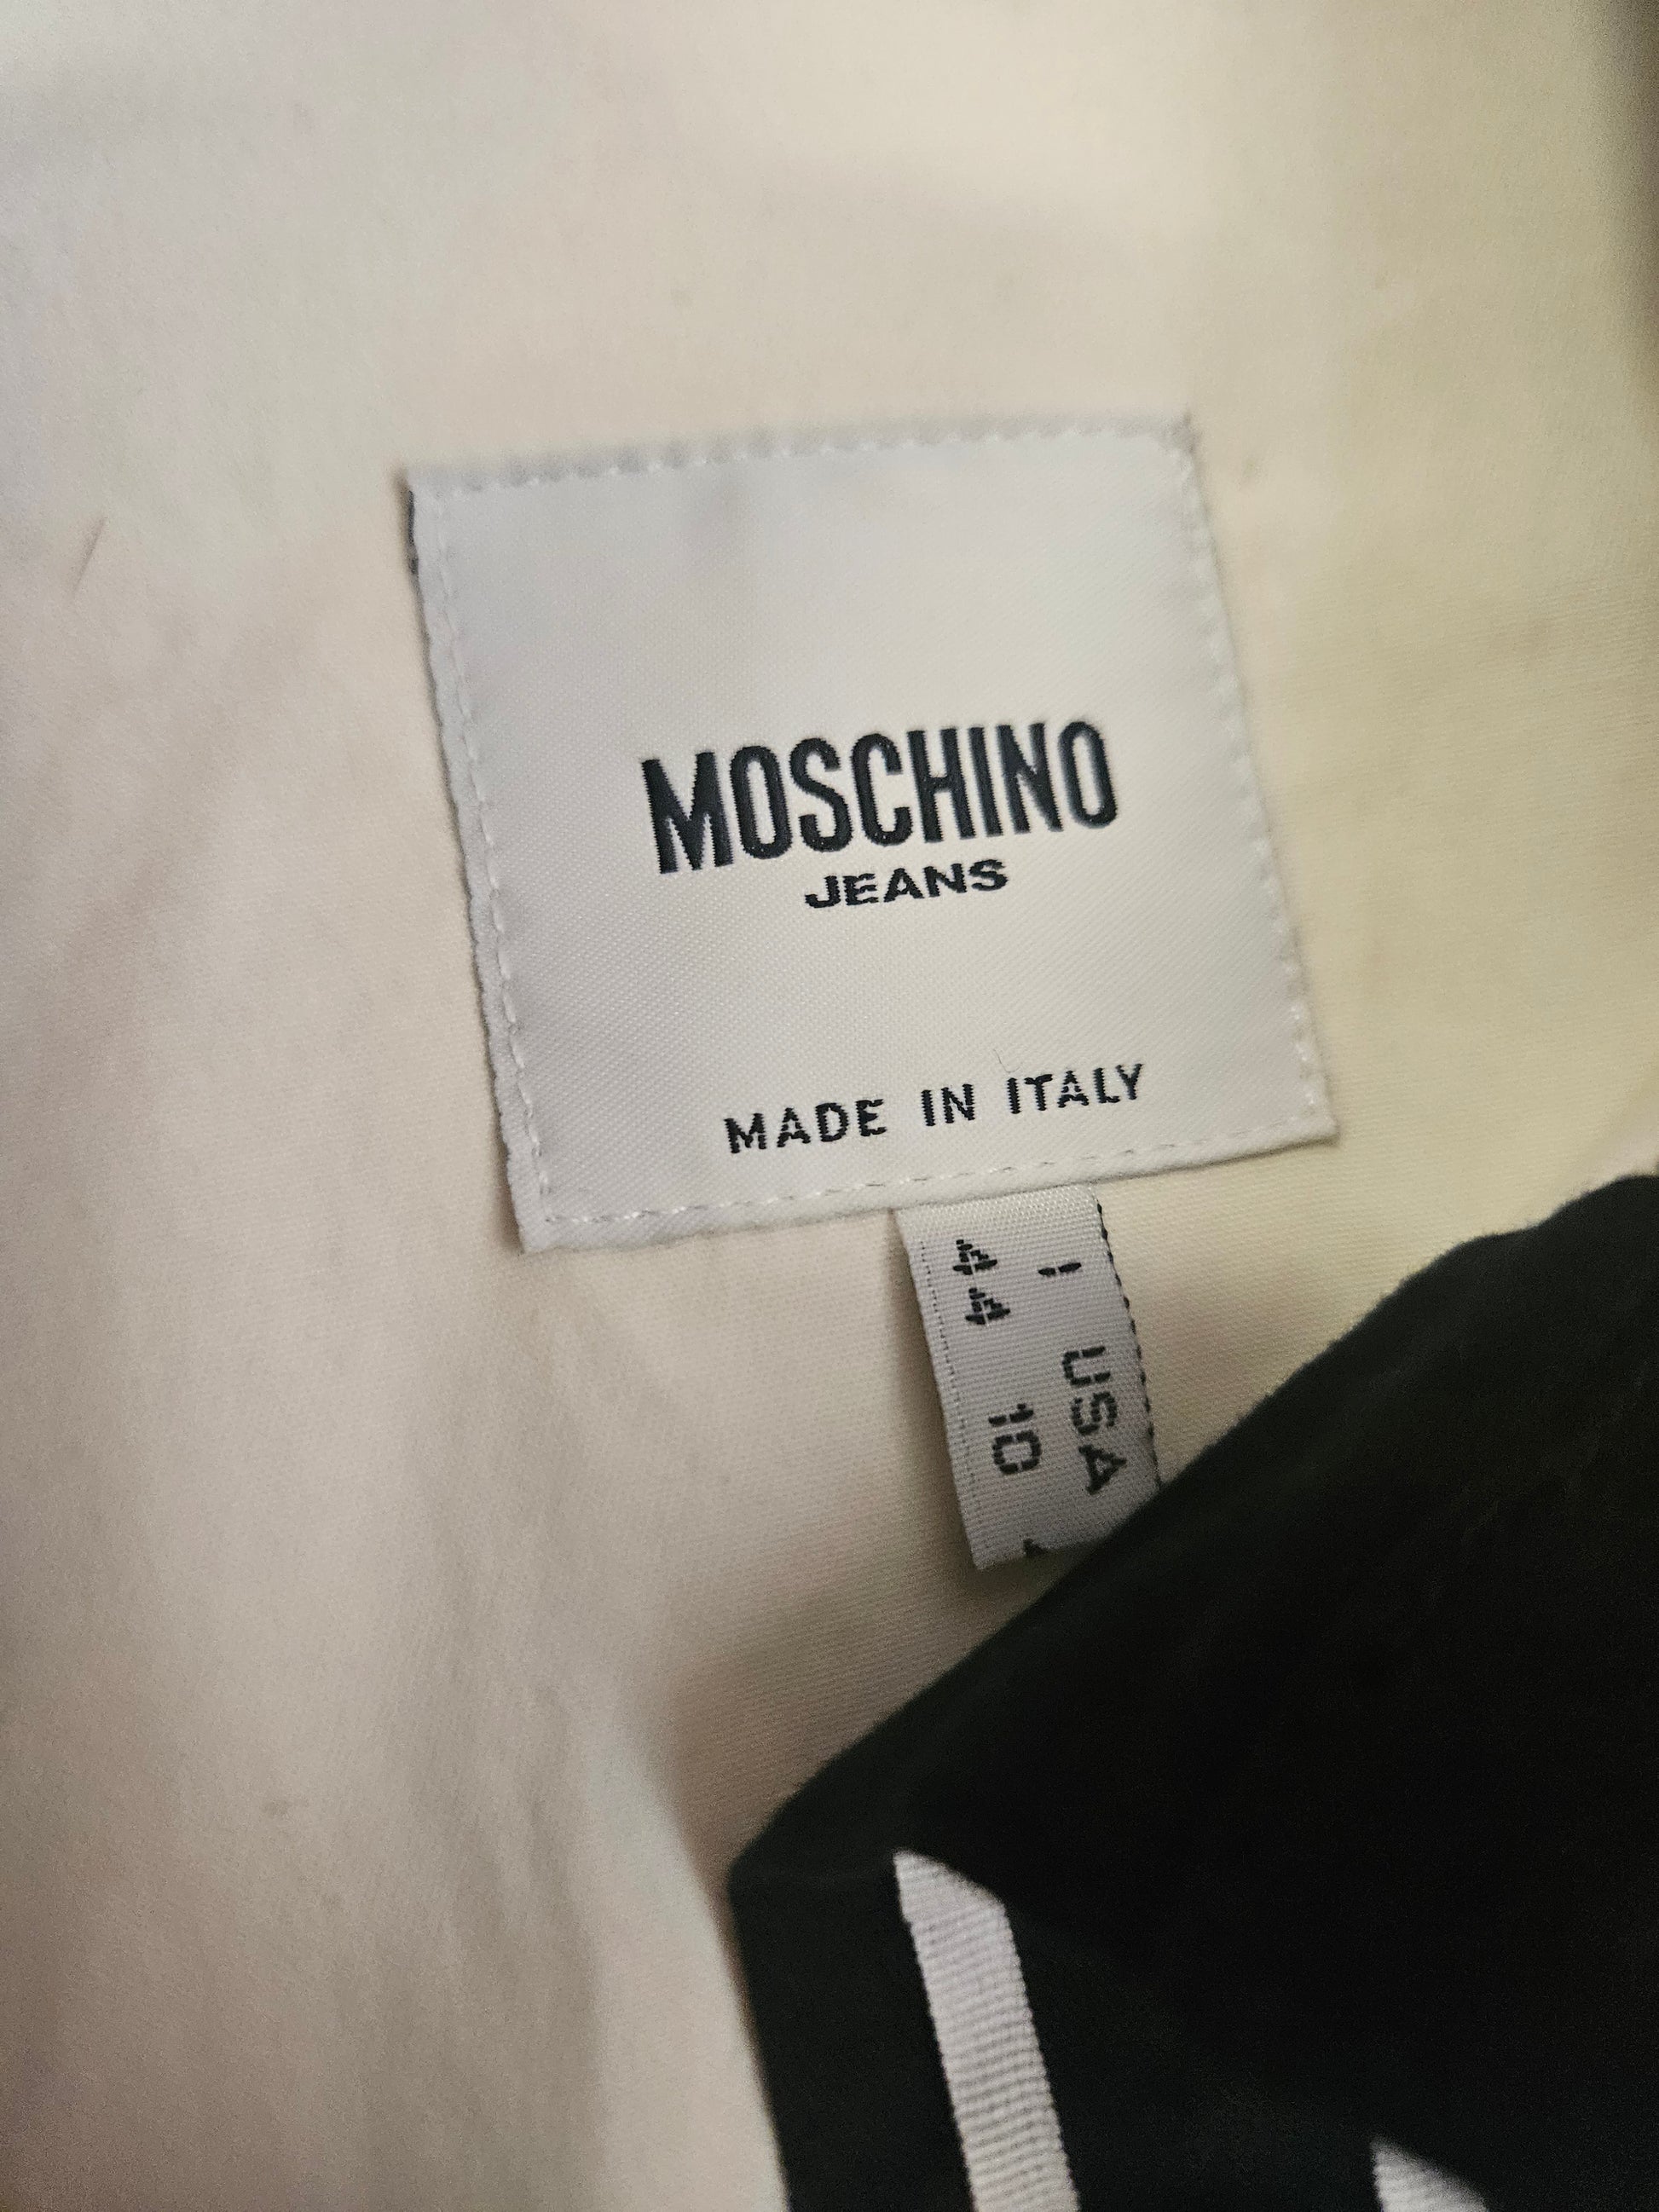 MOSCHINO
JEANS
MADE IN ITALY
I USA
44 10